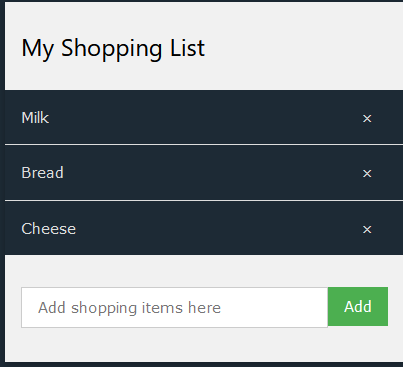 My Shopping List
Milk ×
Bread ×
Cheese ×
Add shopping items here Add